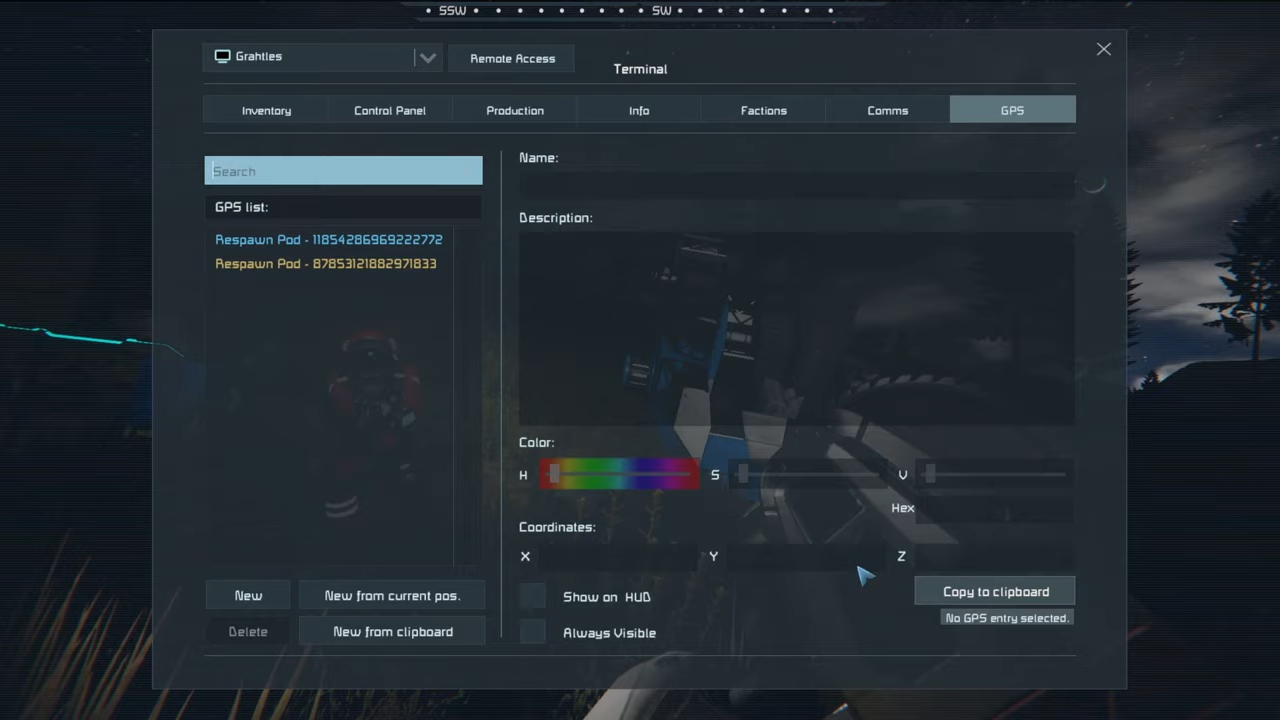 SSW SW
Grahtles
Remote Access
Terminal
Inventory Control Panel Production Info Factions Comms GPS
Search
GPS list:
Respawn Pod - 11854286969222772
Respawn Pod - 87853121882971833
New New from current pos.
Delete New from clipboard
Name:
Description:
Color:
H S V
Hex
Coordinates:
X Y Z
Show on HUD
Always Visible
Copy to clipboard
No GPS entry selected.